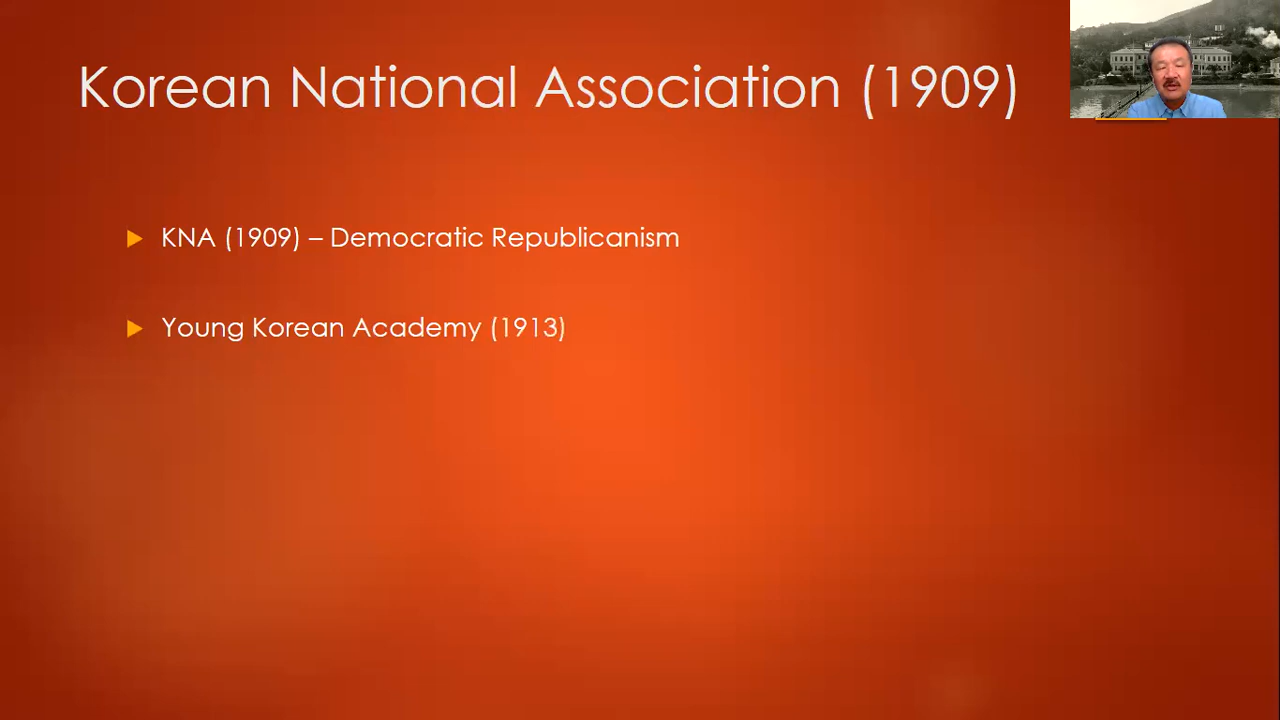 Korean National Association (1909)
KNA (1909) – Democratic Republicanism
Young Korean Academy (1913)